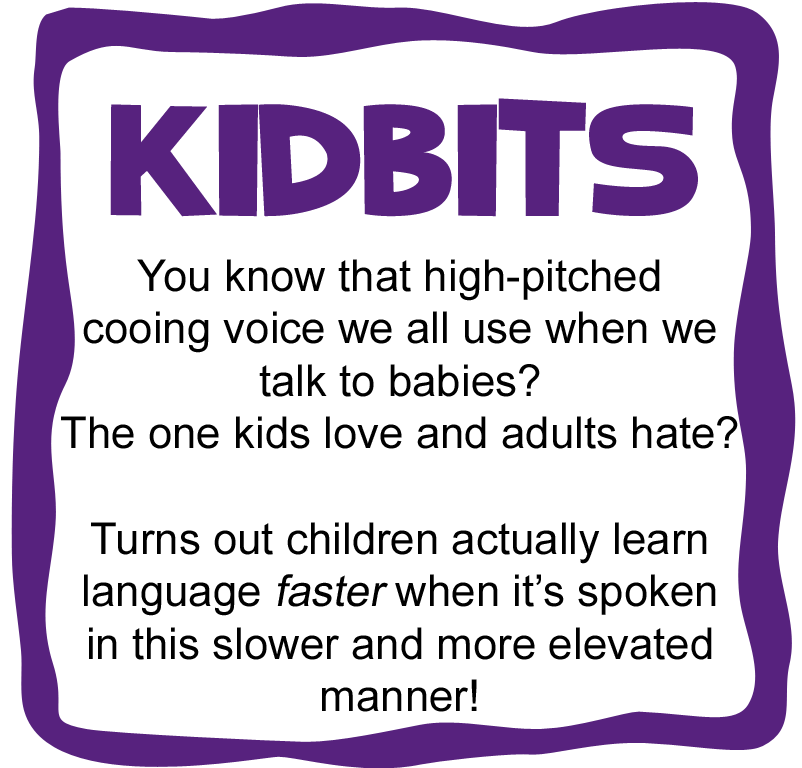 KIDBITS
You know that high-pitched
cooing voice we all use when we
talk to babies?
The one kids love and adults hate?
Turns out children actually learn
language faster when it’s spoken
in this slower and more elevated
manner!